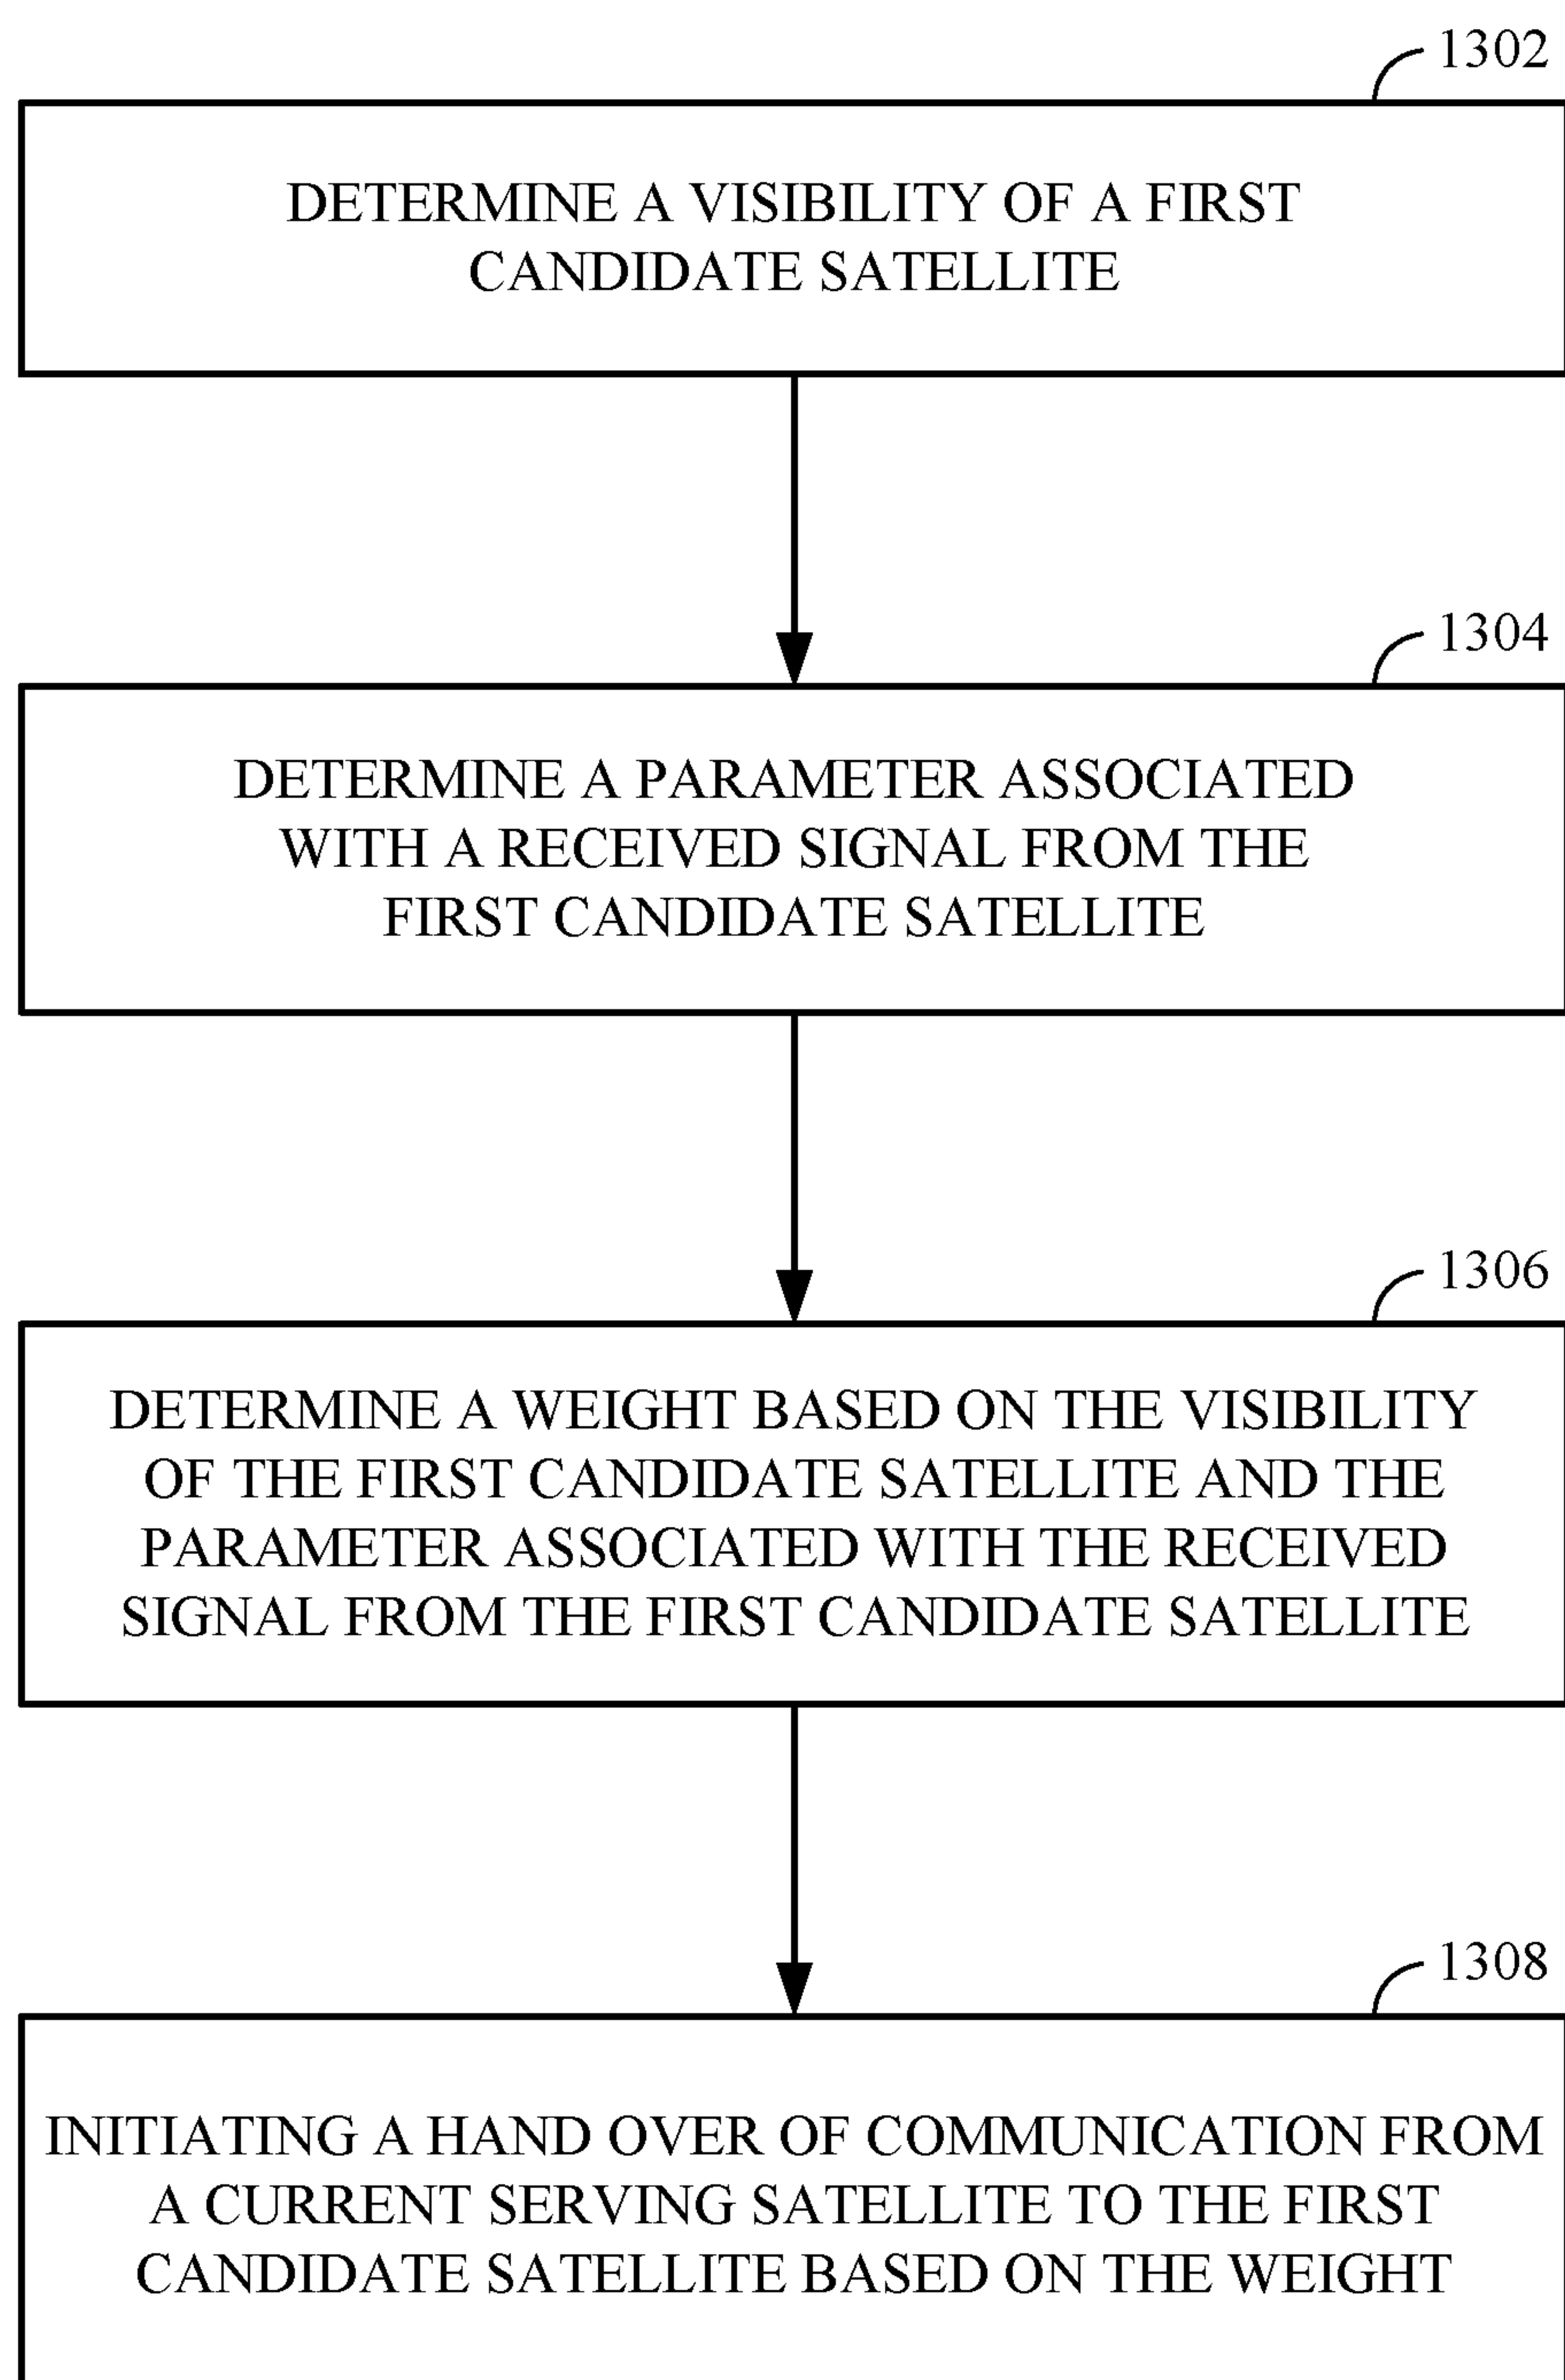 1302
DETERMINE A VISIBILITY OF A FIRST
CANDIDATE SATELLITE
1304
DETERMINE A PARAMETER ASSOCIATED
WITH A RECEIVED SIGNAL FROM THE
FIRST CANDIDATE SATELLITE
1306
DETERMINE A WEIGHT BASED ON THE VISIBILITY
OF THE FIRST CANDIDATE SATELLITE AND THE
PARAMETER ASSOCIATED WITH THE RECEIVED
SIGNAL FROM THE FIRST CANDIDATE SATELLITE
1308
INITIATING A HAND OVER OF COMMUNICATION FROM
A CURRENT SERVING SATELLITE TO THE FIRST
CANDIDATE SATELLITE BASED ON THE WEIGHT